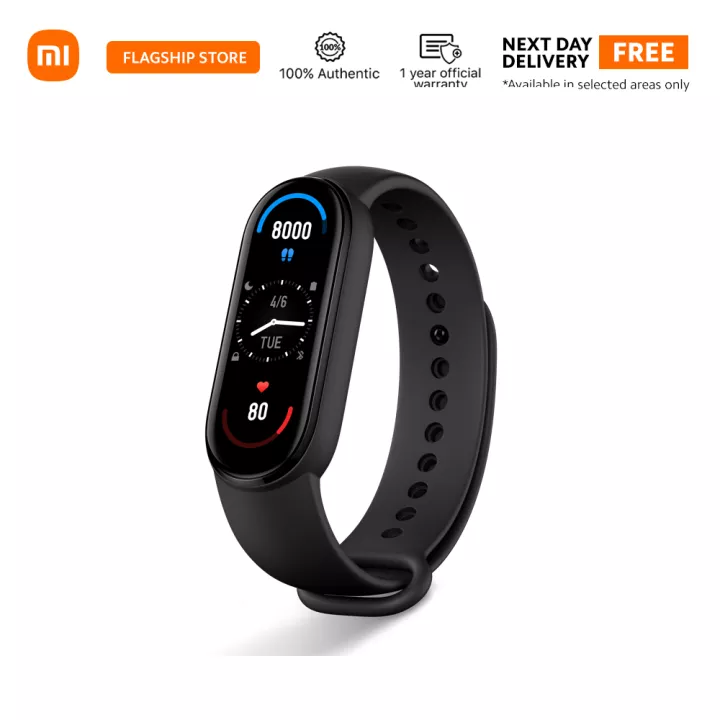 mi
FLAGSHIP STORE
100%
100% Authentic
1 year official
warranty
NEXT DAY
DELIVERY
FREE
*Available in selected areas only
8000
4/6
TUE
80